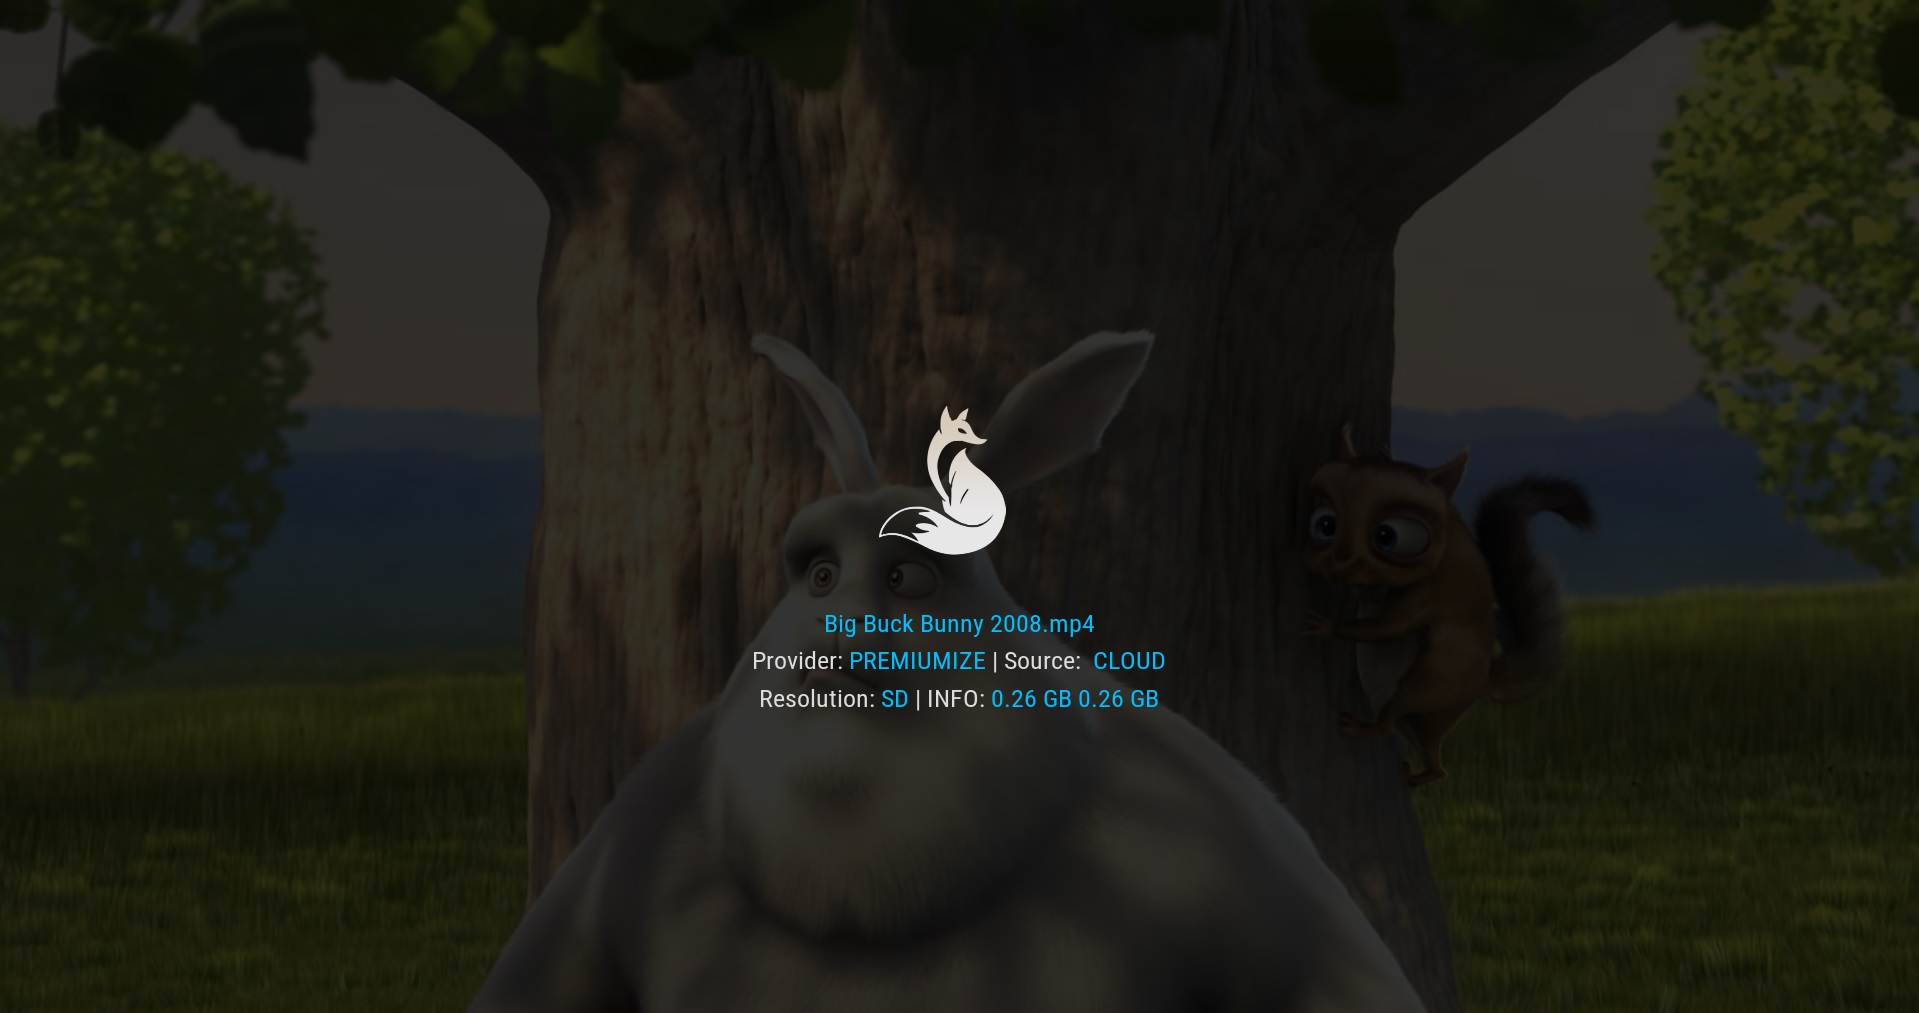 Big Buck Bunny 2008.mp4
Provider: PREMIUMIZE | Source: CLOUD
Resolution: SD | INFO: 0.26 GB 0.26 GB